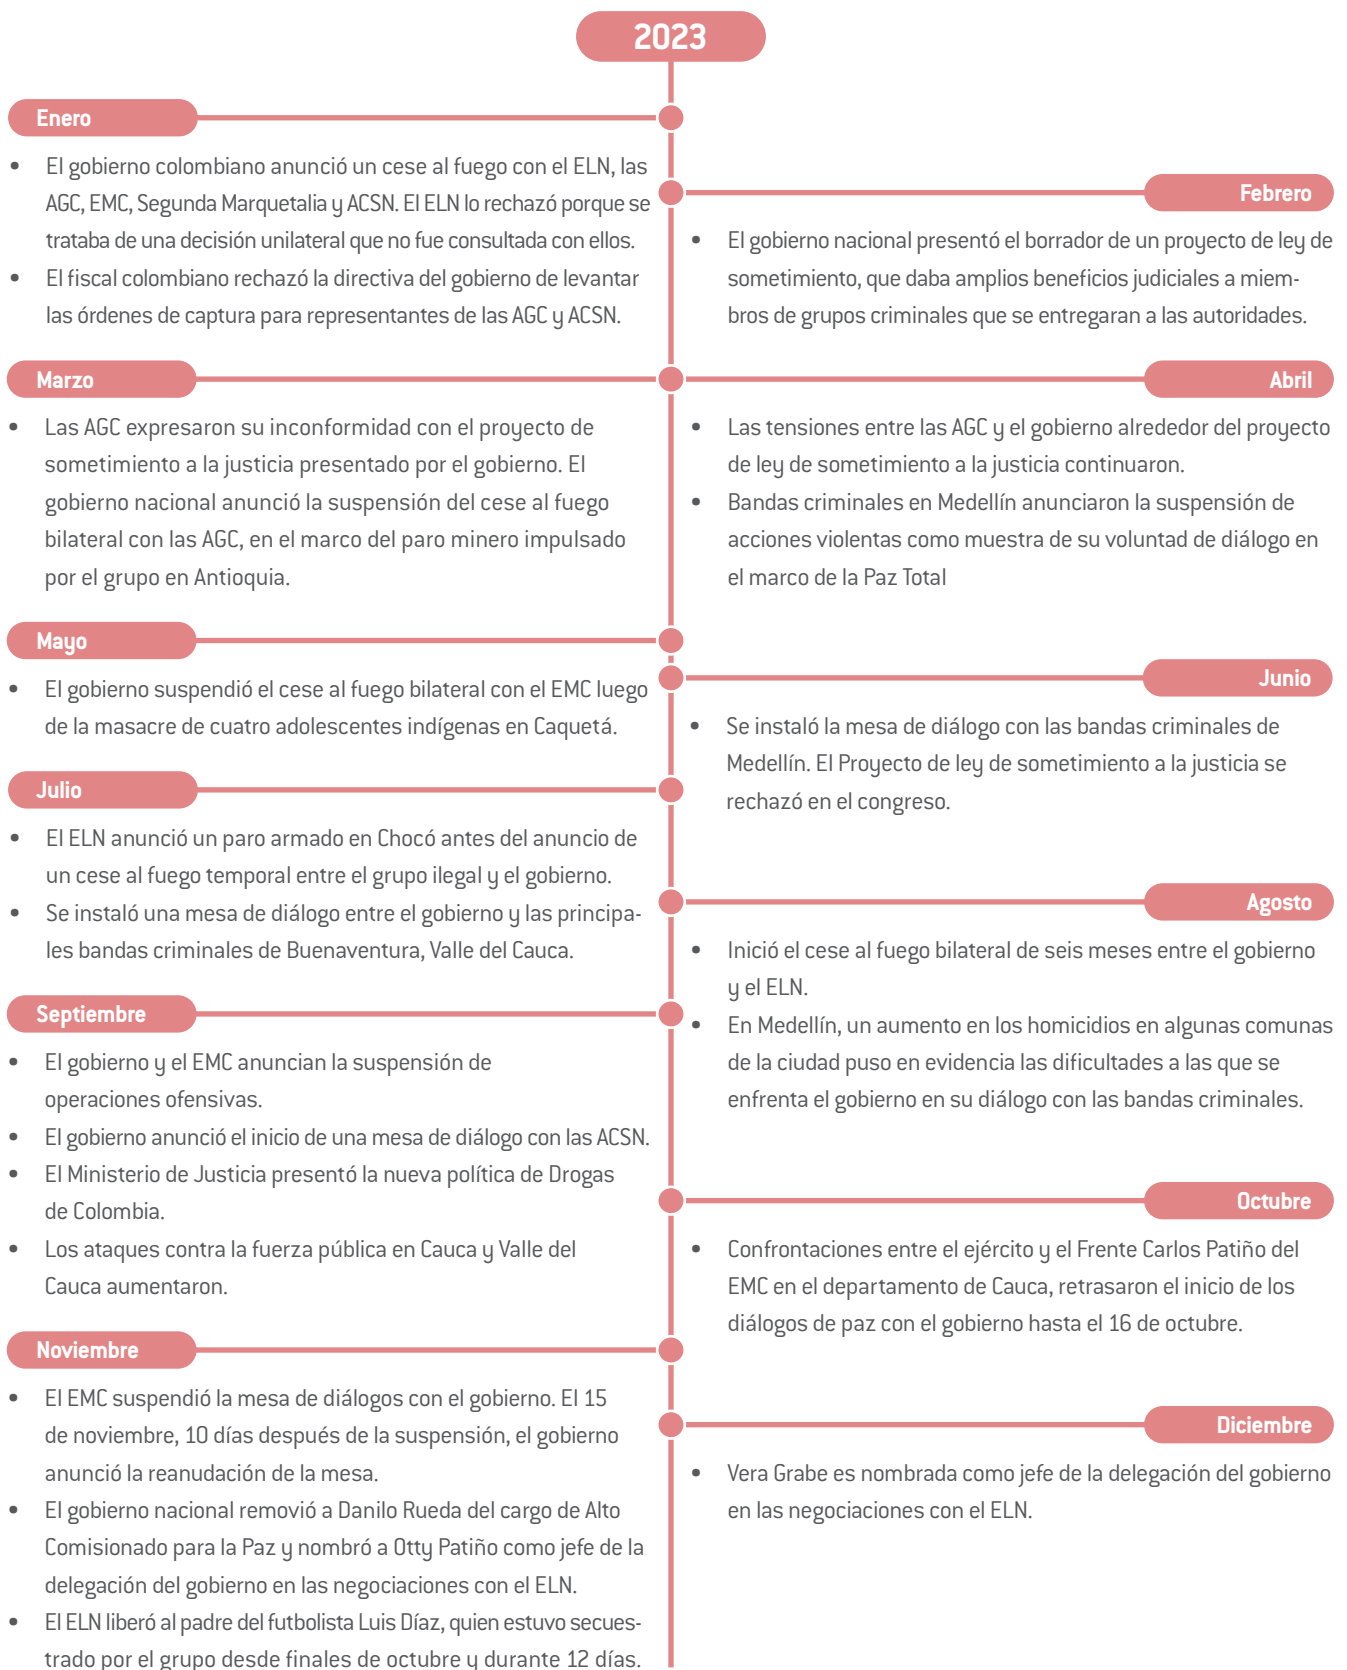 2023
Enero
• El gobierno colombiano anunció un cese al fuego con el ELN, las
AGC, EMC, Segunda Marquetalia y ACSN. El ELN lo rechazó porque se
trataba de una decisión unilateral que no fue consultada con ellos.
• El fiscal colombiano rechazó la directiva del gobierno de levantar
las órdenes de captura para representantes de las AGC y ACSN.
Febrero
• El gobierno nacional presentó el borrador de un proyecto de ley de
sometimiento, que daba amplios beneficios judiciales a miem-
bros de grupos criminales que se entregaran a las autoridades.
Marzo
• Las AGC expresaron su inconformidad con el proyecto de
sometimiento a la justicia presentado por el gobierno. El
gobierno nacional anunció la suspensión del cese al fuego
bilateral con las AGC, en el marco del paro minero impulsado
por el grupo en Antioquia.
Abril
• Las tensiones entre las AGC y el gobierno alrededor del proyecto
de ley de sometimiento a la justicia continuaron.
• Bandas criminales en Medellín anunciaron la suspensión de
acciones violentas como muestra de su voluntad de diálogo en
el marco de la Paz Total
Mayo
• El gobierno suspendió el cese al fuego bilateral con el EMC luego
de la masacre de cuatro adolescentes indígenas en Caquetá.
Junio
• Se instaló la mesa de diálogo con las bandas criminales de
Medellín. El Proyecto de ley de sometimiento a la justicia se
rechazó en el congreso.
Julio
• El ELN anunció un paro armado en Chocó antes del anuncio de
un cese al fuego temporal entre el grupo ilegal y el gobierno.
• Se instaló una mesa de diálogo entre el gobierno y las principa-
les bandas criminales de Buenaventura, Valle del Cauca.
Agosto
• Inició el cese al fuego bilateral de seis meses entre el gobierno
y el ELN.
• En Medellín, un aumento en los homicidios en algunas comunas
de la ciudad puso en evidencia las dificultades a las que se
enfrenta el gobierno en su diálogo con las bandas criminales.
Septiembre
• El gobierno y el EMC anuncian la suspensión de
operaciones ofensivas.
• El gobierno anunció el inicio de una mesa de diálogo con las ACSN.
• El Ministerio de Justicia presentó la nueva política de Drogas
de Colombia.
• Los ataques contra la fuerza pública en Cauca y Valle del
Cauca aumentaron.
Octubre
• Confrontaciones entre el ejército y el Frente Carlos Patiño del
EMC en el departamento de Cauca, retrasaron el inicio de los
diálogos de paz con el gobierno hasta el 16 de octubre.
Noviembre
• El EMC suspendió la mesa de diálogos con el gobierno. El 15
de noviembre, 10 días después de la suspensión, el gobierno
anunció la reanudación de la mesa.
• El gobierno nacional removió a Danilo Rueda del cargo de Alto
Comisionado para la Paz y nombró a Otty Patiño como jefe de la
delegación del gobierno en las negociaciones con el ELN.
• El ELN liberó al padre del futbolista Luis Díaz, quien estuvo secues-
trado por el grupo desde finales de octubre y durante 12 días.
Diciembre
• Vera Grabe es nombrada como jefe de la delegación del gobierno
en las negociaciones con el ELN.